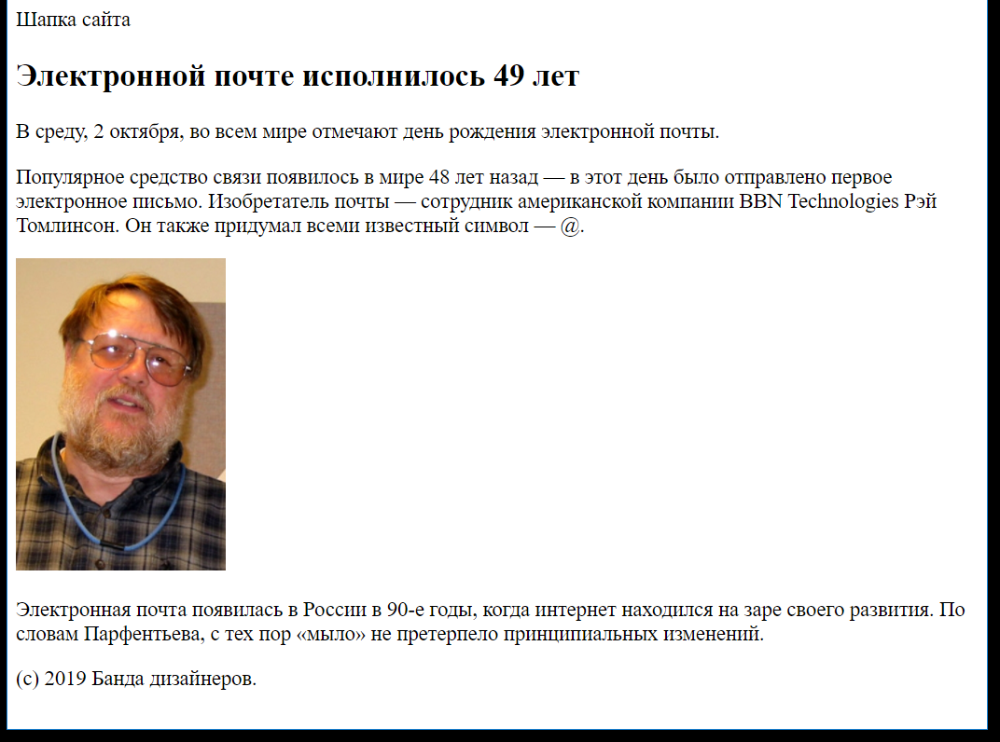 Шапка сайта
Электронной почте исполнилось 49 лет
В среду, 2 октября, во всем мире отмечают день рождения электронной почты.
Популярное средство связи появилось в мире 48 лет назад — в этот день было отправлено первое
электронное письмо. Изобретатель почты — сотрудник американской компании BBN Technologies Рэй
Томлинсон. Он также придумал всеми известный символ — @.
Электронная почта появилась в России в 90-е годы, когда интернет находился на заре своего развития. По
словам Парфентьева, с тех пор «мыло» не претерпело принципиальных изменений.
(c) 2019 Банда дизайнеров.